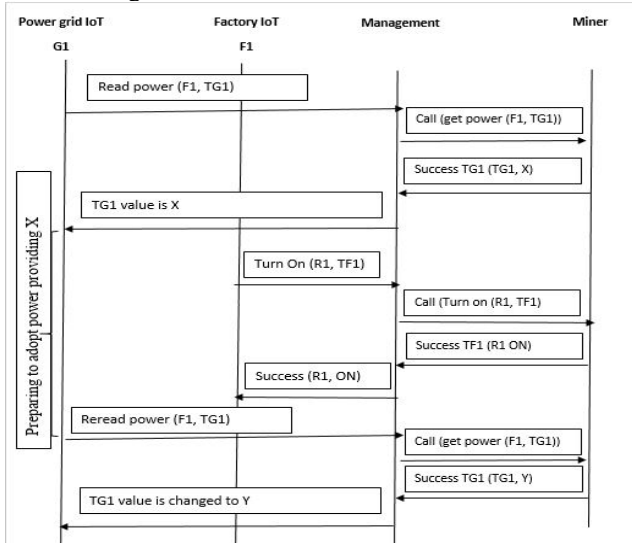 Power grid IoT
Factory IoT
Management
Miner
G1
F1
Read power (F1, TG1)
Call (get power (F1, TG1))
Success TG1 (TG1, X)
TG1 value is X
Turn On (R1, TF1)
Call (Turn on (R1, TF1)
Success TF1 (R1 ON)
Success (R1, ON)
Preparing to adopt power providing X
Reread power (F1, TG1)
Call (get power (F1, TG1))
Success TG1 (TG1, Y)
TG1 value is changed to Y